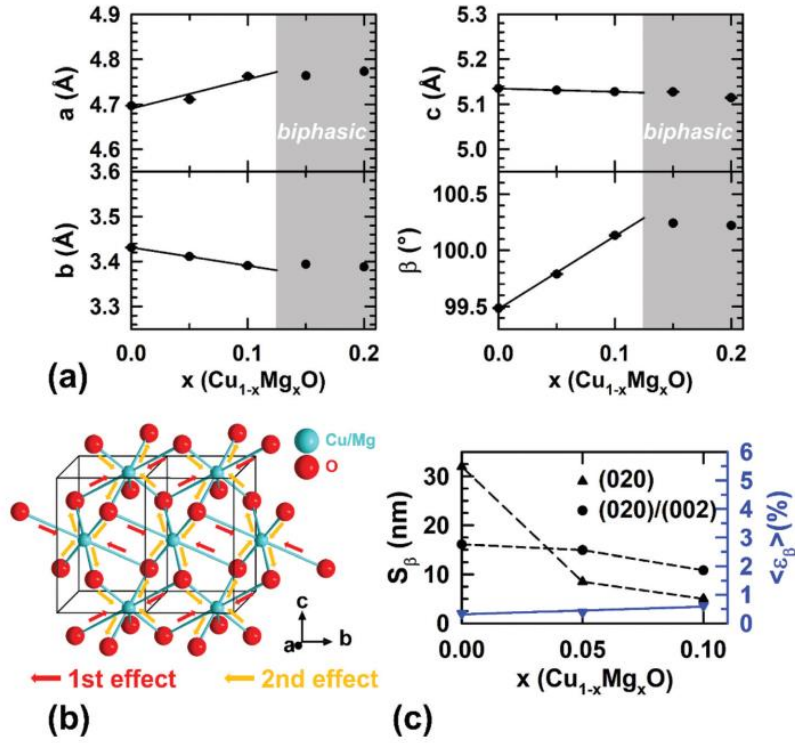 4.9
4.8
4.7
4.6
a (Å)
biphasic
3.6
3.5
3.4
3.3
b (Å)
0.0 0.1 0.2
x (Cu1-xMgxO)
5.3
5.2
5.1
5.0
c (Å)
biphasic
100.5
100.0
99.5
β (°)
0.0 0.1 0.2
x (Cu1-xMgxO)
(a)
Cu/Mg
O
c
a b
1st effect 2nd effect
(b)
30
20
10
0
Sβ (nm)
(020)
(020)/(002)
6
5
4
3
2
1
0
<εβ>(%)
0.00 0.05 0.10
x (Cu1-xMgxO)
(c)